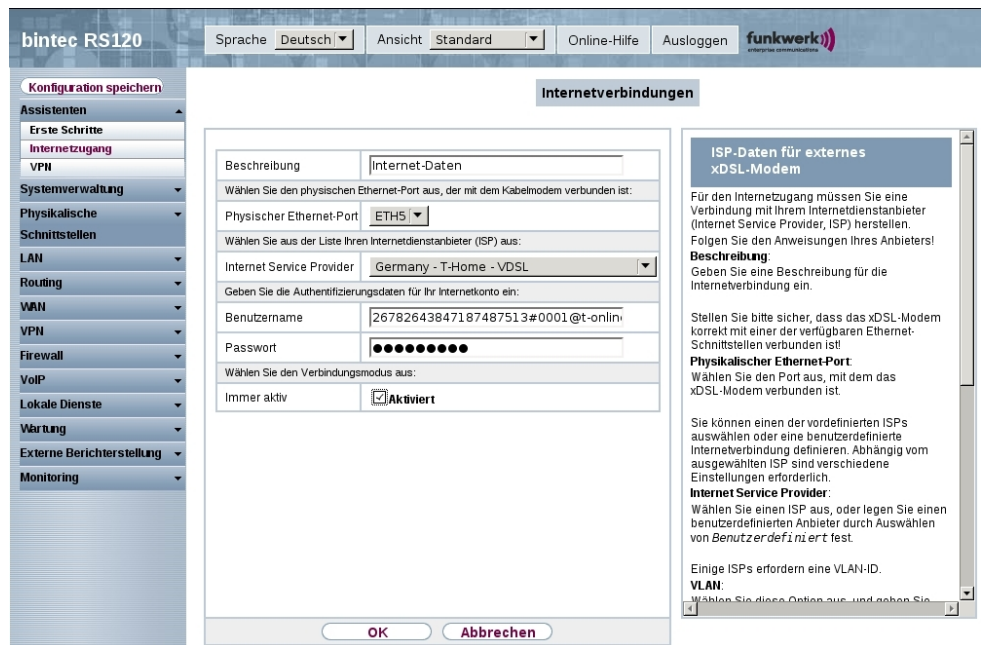 bintec RS120
Sprache Deutsch Ansicht Standard Online-Hilfe Ausloggen funkwerk
enterprise communications
Konfiguration speichern
Assistenten
Erste Schritte
Internetzugang
VPN
Systemverwaltung
Physikalische
Schnittstellen
LAN
Routing
WAN
VPN
Firewall
VoIP
Lokale Dienste
Wartung
Externe Berichterstellung
Monitoring
Internetverbindungen
Beschreibung Internet-Daten
Wählen Sie den physischen Ethernet-Port aus, der mit dem Kabelmodem verbunden ist:
Physischer Ethernet-Port ETH5
Wählen Sie aus der Liste Ihren Internetdienstanbieter (ISP) aus:
Internet Service Provider Germany - T-Home - VDSL
Geben Sie die Authentifizierungsdaten für Ihr Internetkonto ein:
Benutzername 26782643847187487513#0001@t-onlin
Passwort ●●●●●●●●●
Wählen Sie den Verbindungsmodus aus:
Immer aktiv Aktiviert
OK Abbrechen
ISP-Daten für externes
xDSL-Modem
Für den Internetzugang müssen Sie eine
Verbindung mit Ihrem Internetdienstanbieter
(Internet Service Provider, ISP) herstellen.
Folgen Sie den Anweisungen Ihres Anbieters!
Beschreibung:
Geben Sie eine Beschreibung für die
Internetverbindung ein.
Stellen Sie bitte sicher, dass das xDSL-Modem
korrekt mit einer der verfügbaren Ethernet-
Schnittstellen verbunden ist!
Physikalischer Ethernet-Port:
Wählen Sie den Port aus, mit dem das
xDSL-Modem verbunden ist.
Sie können einen der vordefinierten ISPs
auswählen oder eine benutzerdefinierte
Internetverbindung definieren. Abhängig vom
ausgewählten ISP sind verschiedene
Einstellungen erforderlich.
Internet Service Provider:
Wählen Sie einen ISP aus, oder legen Sie einen
benutzerdefinierten Anbieter durch Auswählen
von Benutzerdefiniert fest.
Einige ISPs erfordern eine VLAN-ID.
VLAN:
Wählen Sie diese Option aus, und geben Sie